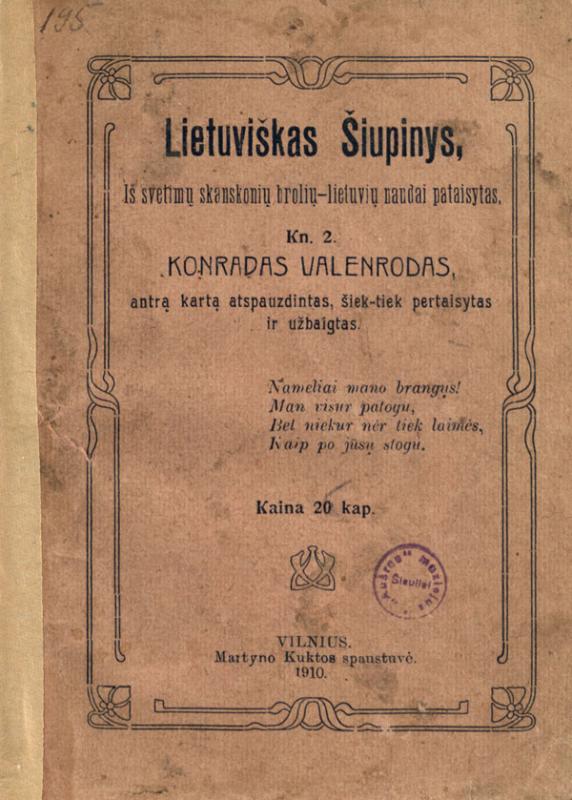 195
Lietuviškas Šiupinys,
Iš svetimų skanskonių brolių-lietuvių naudai pataisytas.
Kn. 2.
KONRADAS VALENRODAS,
antrą kartą atspauzdintas, šiek-tiek pertaisytas
ir užbaigtas.
Nameliai mano brangųs!
Man visur patogu,
Bet niekur nėr tiek laimės,
Kaip po jūsų stogu.
Kaina 20 kap.
„Aušros“ muziejus
Šiauliai
VILNIUS.
Martyno Kuktos spaustuvė.
1910.